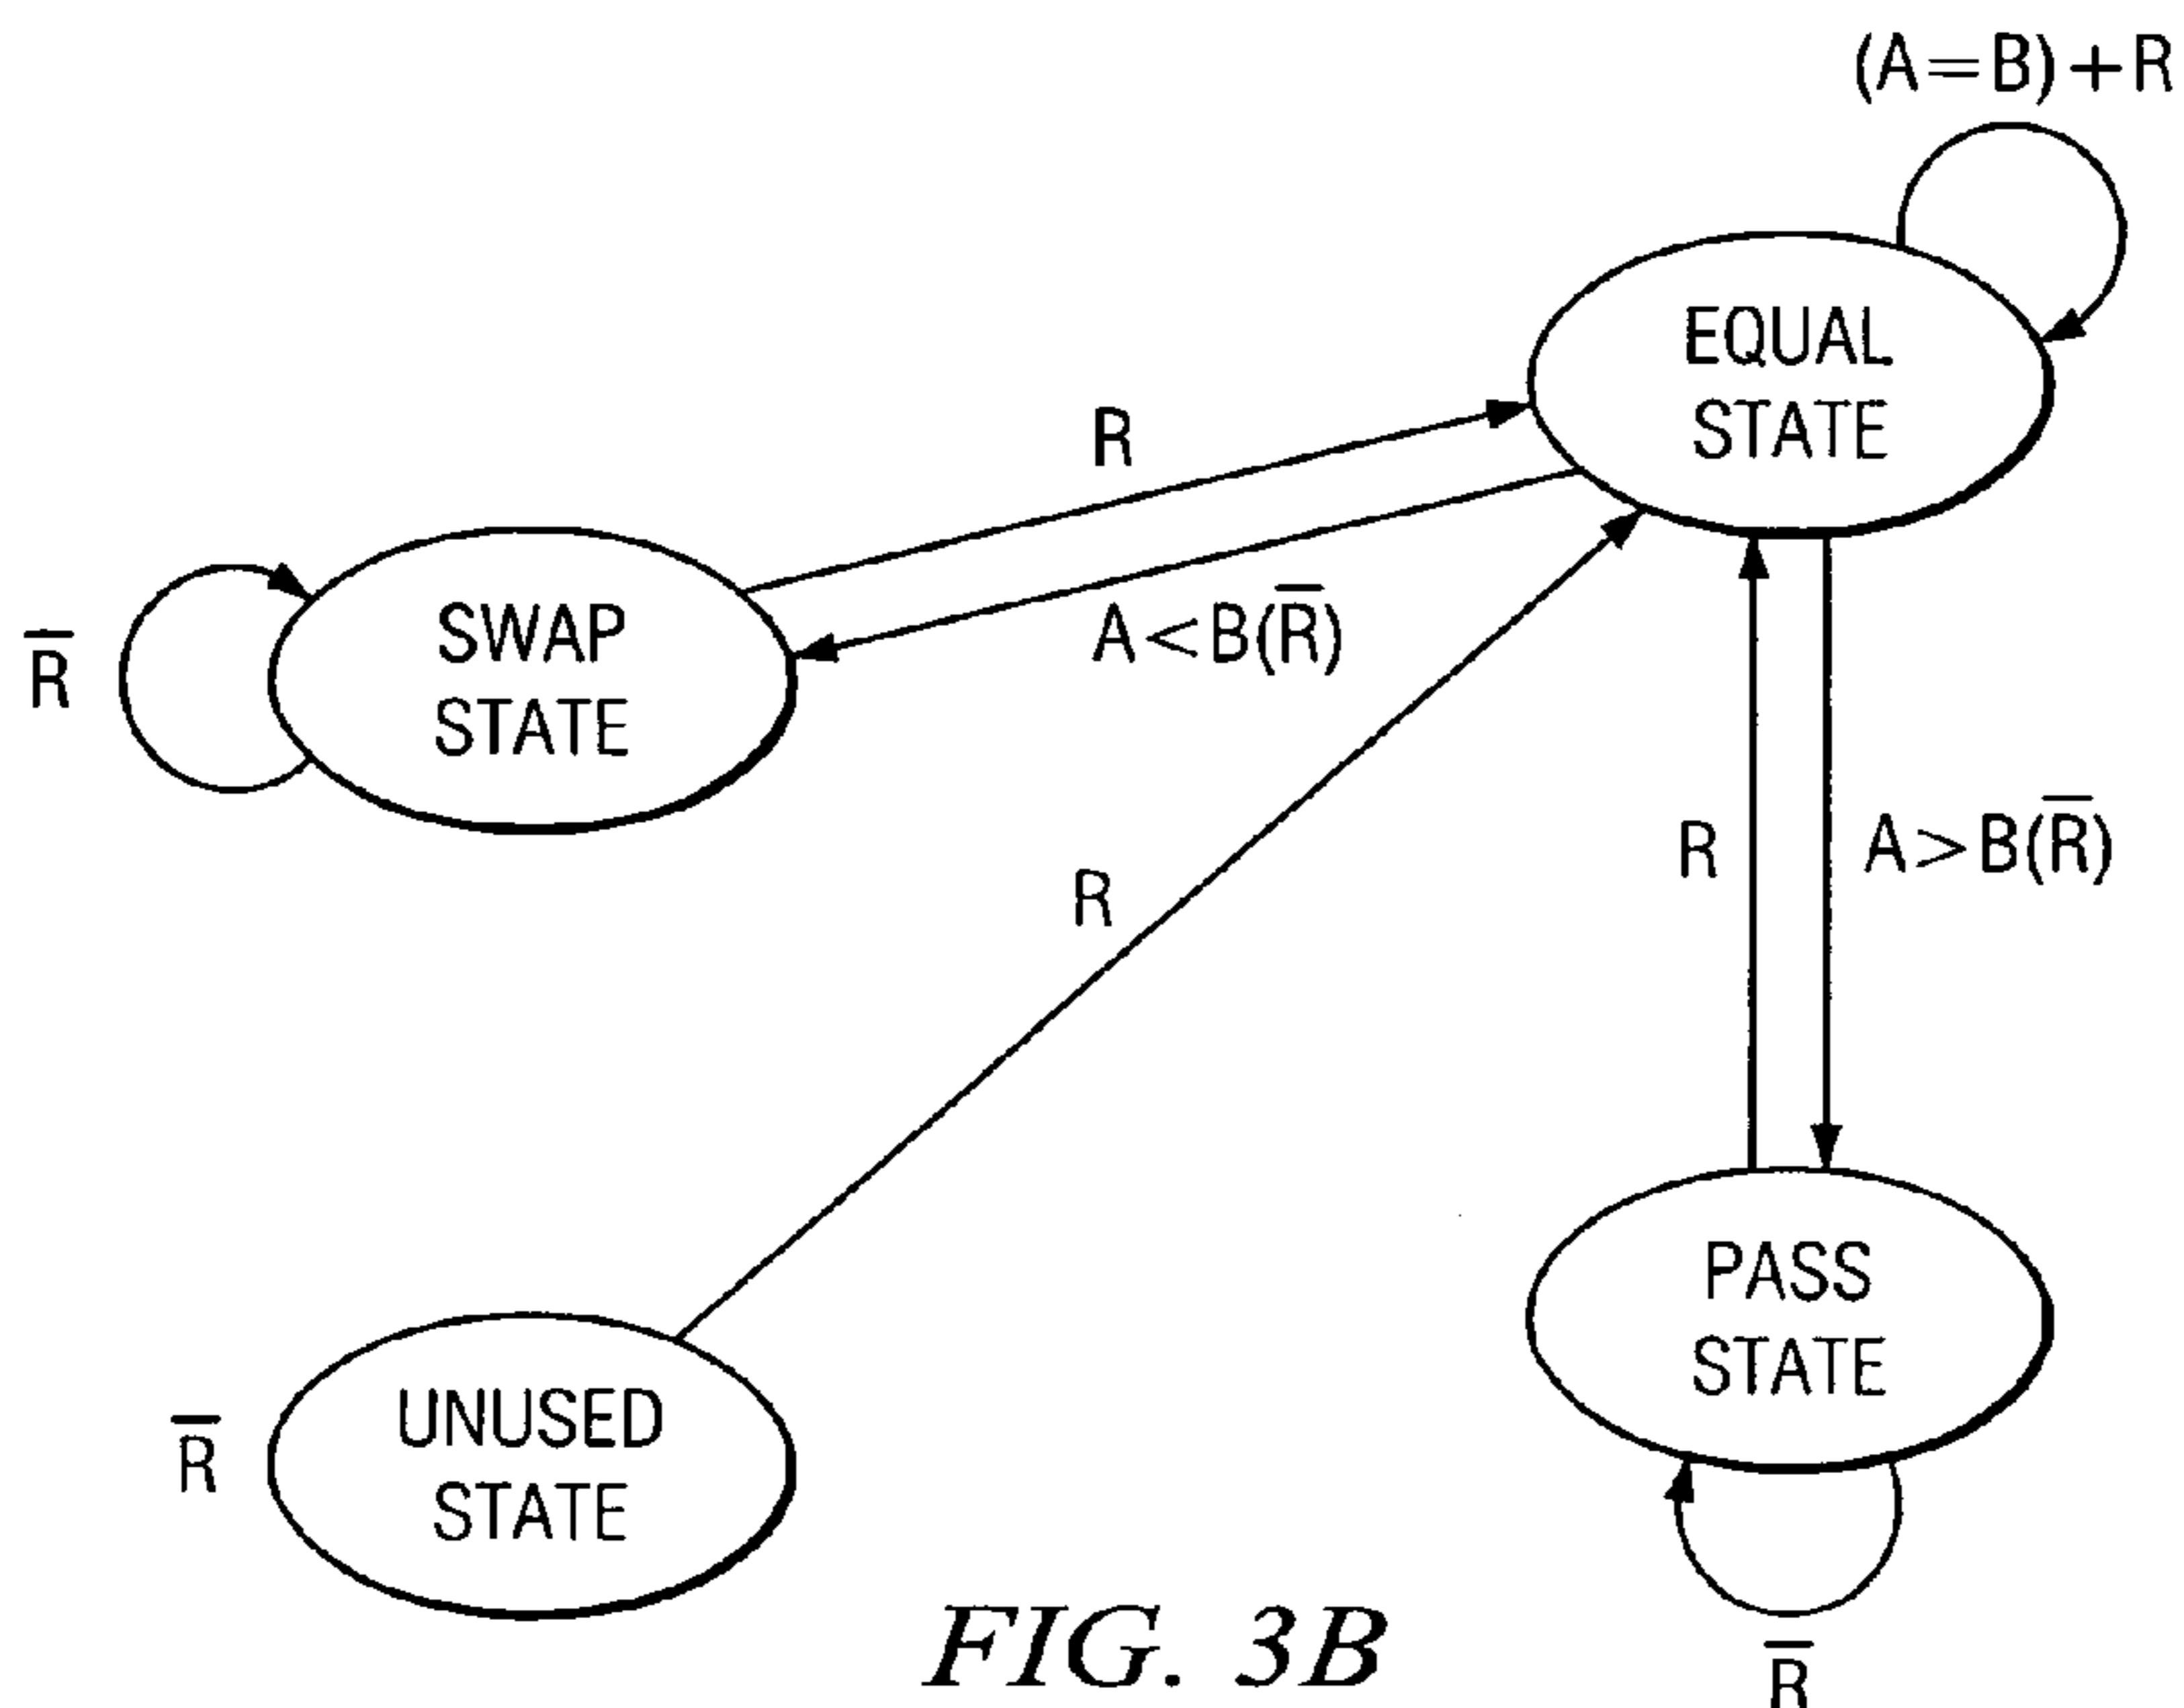 (A=B)+R
EQUAL
STATE
R
A<B(R̅)
SWAP
STATE
R̅
R
R
A>B(R̅)
PASS
STATE
R̅
UNUSED
STATE
R̅
FIG. 3B